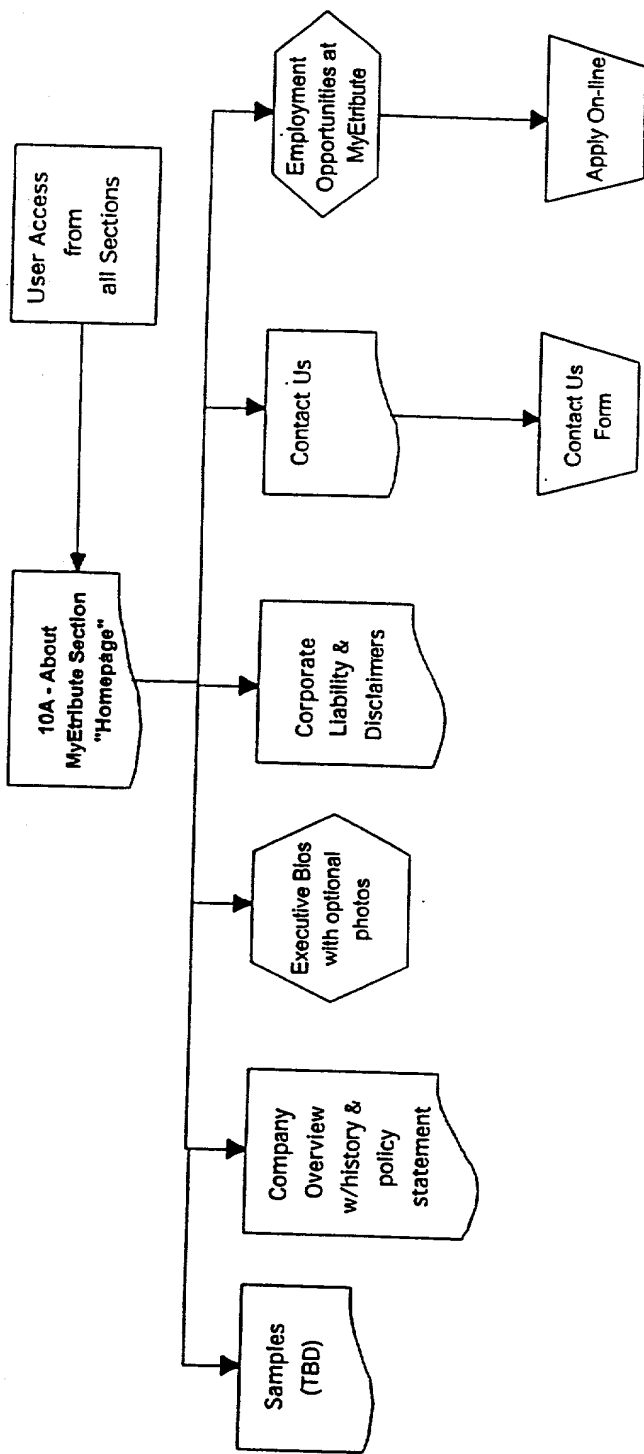 User Access
from
all Sections
10A - About
MyEtribute Section
"Homepage"
Samples
(TBD)
Company
Overview
w/history &
policy
statement
Executive Bios
with optional
photos
Corporate
Liability &
Disclaimers
Contact Us
Employment
Opportunities at
MyEtribute
Contact Us
Form
Apply On-line